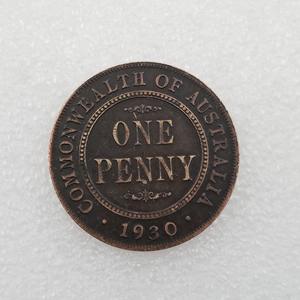 COMMONWEALTH OF AUSTRALIA
ONE
PENNY
· 1930 ·